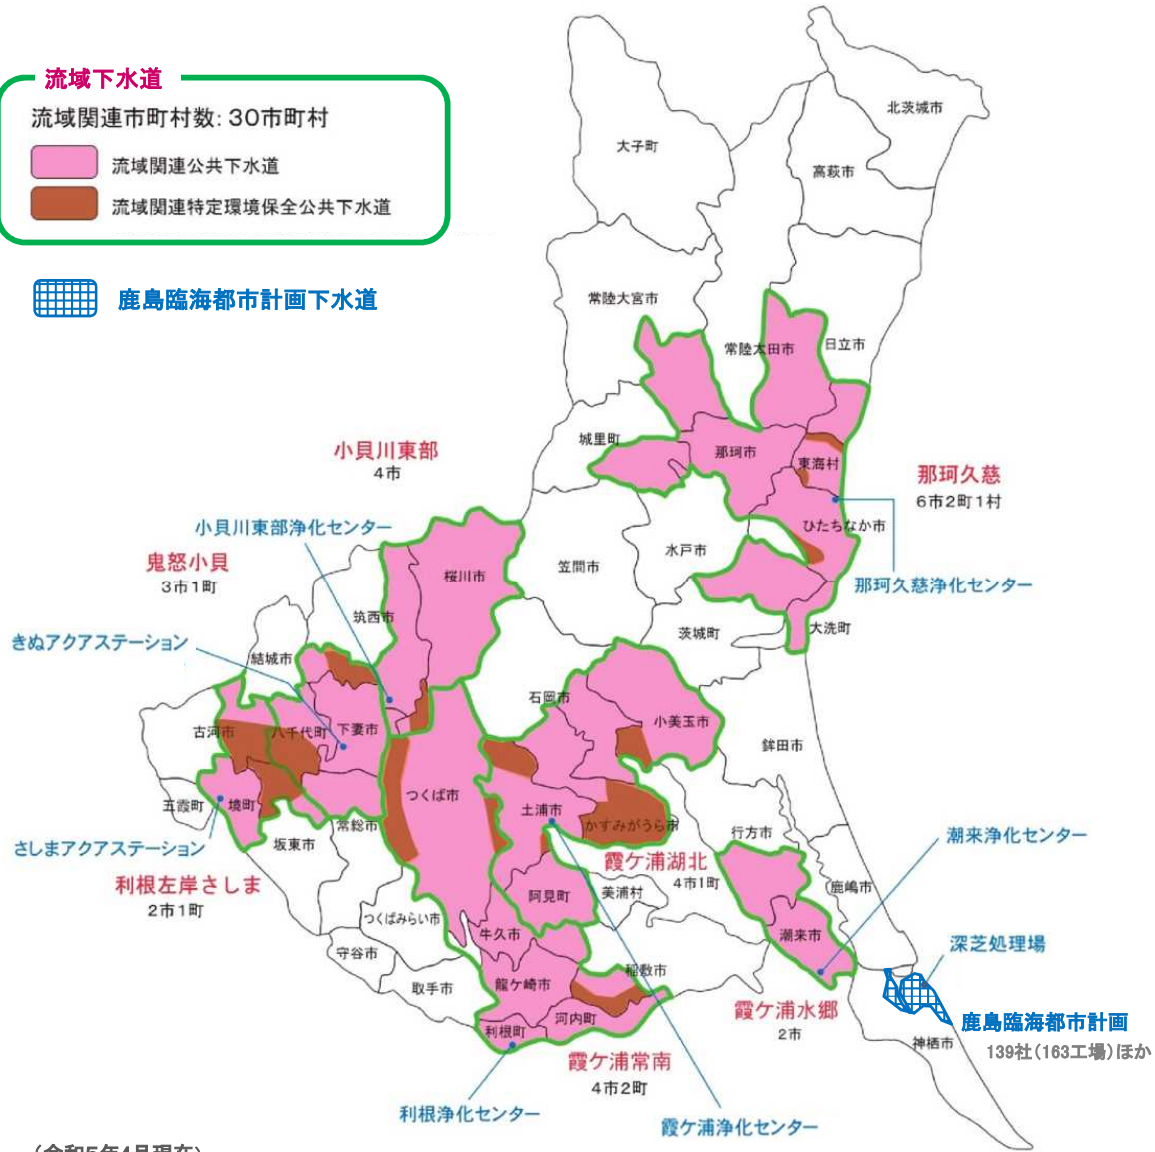 流域下水道
流域関連市町村数: 30市町村
流域関連公共下水道
流域関連特定環境保全公共下水道
鹿島臨海都市計画下水道
北茨城市
大子町
高萩市
常陸大宮市
常陸太田市
日立市
城里町
那珂市
東海村
小貝川東部
4市
那珂久慈
6市2町1村
小貝川東部浄化センター
ひたちなか市
鬼怒小貝
3市1町
桜川市
笠間市
水戸市
那珂久慈浄化センター
筑西市
茨城町
大洗町
きぬアクアステーション
結城市
石岡市
小美玉市
古河市
八千代町
下妻市
鉾田市
つくば市
五霞町
境町
土浦市
かすみがうら市
常総市
坂東市
行方市
潮来浄化センター
さしまアクアステーション
霞ケ浦湖北
4市1町
利根左岸さしま
2市1町
阿見町
美浦村
鹿嶋市
つくばみらい市
牛久市
潮来市
深芝処理場
守谷市
稲敷市
取手市
龍ケ崎市
霞ケ浦水郷
2市
河内町
利根町
鹿島臨海都市計画
139社(163工場)ほか
神栖市
霞ケ浦常南
4市2町
利根浄化センター
霞ケ浦浄化センター
(令和5年4月現在)